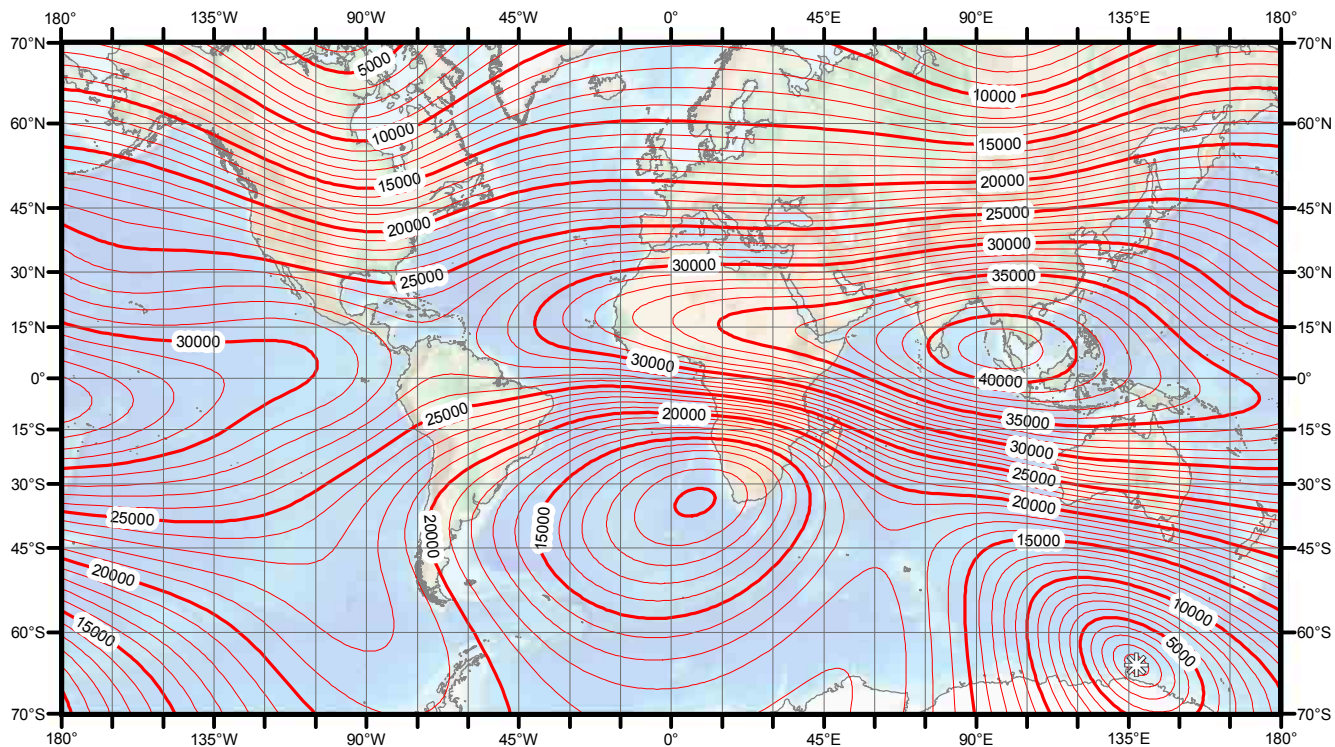 180° 135°W 90°W 45°W 0° 45°E 90°E 135°E 180°
70°N 70°N
5000
10000
60°N 10000 60°N
15000
15000 20000
45°N 20000 25000 45°N
30000
30°N 25000 30000 35000 30°N
15°N 30000 15°N
30000
0° 40000 0°
25000 20000 35000
15°S 15°S
30000
25000
30°S 30°S
20000
25000 20000 15000
45°S 15000 45°S
20000
10000
60°S 15000 60°S
5000
70°S 70°S
180° 135°W 90°W 45°W 0° 45°E 90°E 135°E 180°